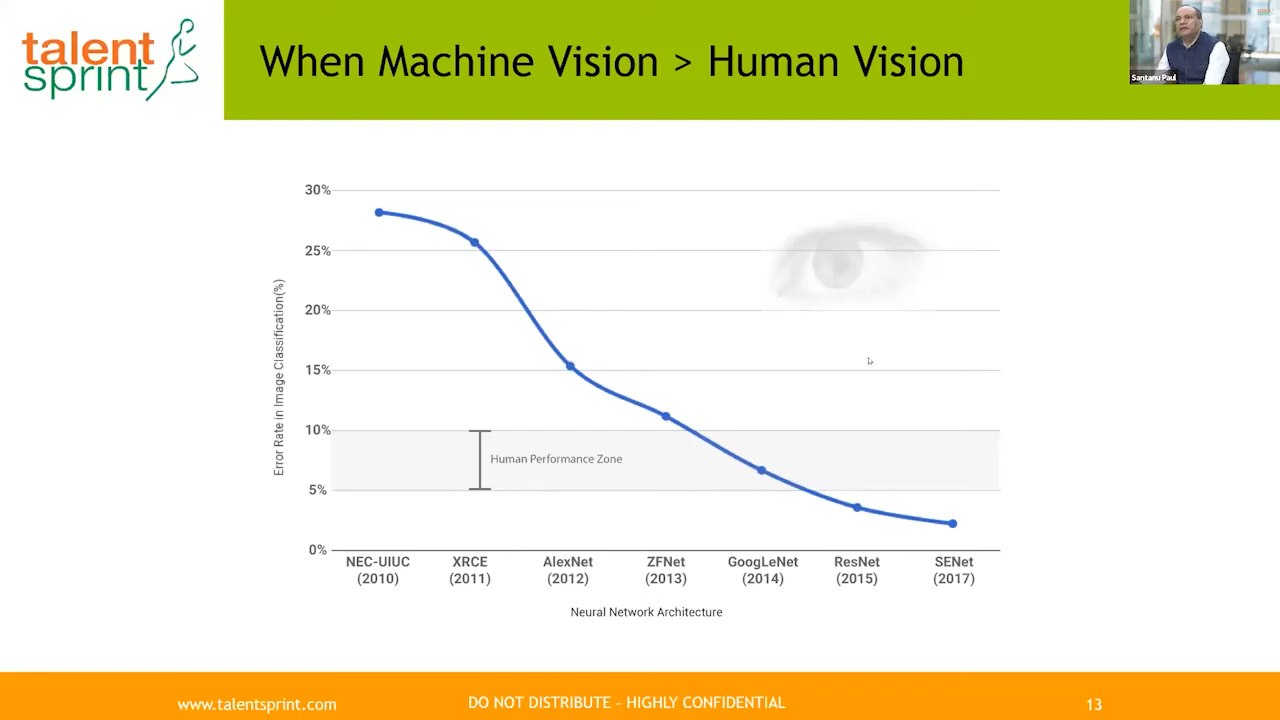 talent
sprint
When Machine Vision > Human Vision
Santanu Paul
30%
25%
20%
15%
10%
5%
0%
Error Rate in Image Classification(%)
Human Performance Zone
NEC-UIUC
(2010)
XRCE
(2011)
AlexNet
(2012)
ZFNet
(2013)
GoogLeNet
(2014)
ResNet
(2015)
SENet
(2017)
Neural Network Architecture
www.talentsprint.com
DO NOT DISTRIBUTE - HIGHLY CONFIDENTIAL
13